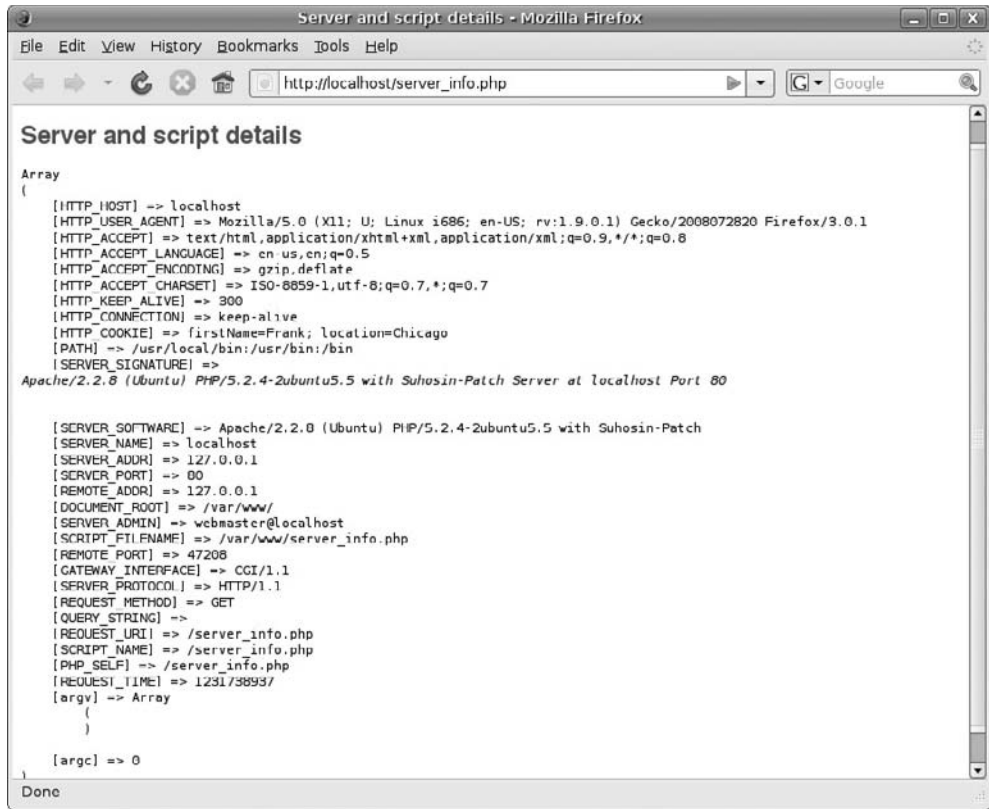 Server and script details - Mozilla Firefox
File Edit View History Bookmarks Tools Help
http://localhost/server_info.php
G Google
Server and script details
Array
(
[HTTP_HOST] => localhost
[HTTP_USER_AGENT] => Mozilla/5.0 (X11; U; Linux i686; en-US; rv:1.9.0.1) Gecko/2008072820 Firefox/3.0.1
[HTTP_ACCEPT] => text/html,application/xhtml+xml,application/xml;q=0.9,*/*;q=0.8
[HTTP_ACCEPT_LANGUAGE] => en-us,en;q=0.5
[HTTP_ACCEPT_ENCODING] => gzip,deflate
[HTTP_ACCEPT_CHARSET] => ISO-8859-1,utf-8;q=0.7,*;q=0.7
[HTTP_KEEP_ALIVE] => 300
[HTTP_CONNECTION] => keep-alive
[HTTP_COOKIE] => firstName=Frank; location=Chicago
[PATH] => /usr/local/bin:/usr/bin:/bin
[SERVER_SIGNATURE] =>
Apache/2.2.8 (Ubuntu) PHP/5.2.4-2ubuntu5.5 with Suhosin-Patch Server at localhost Port 80
[SERVER_SOFTWARE] => Apache/2.2.8 (Ubuntu) PHP/5.2.4-2ubuntu5.5 with Suhosin-Patch
[SERVER_NAME] => localhost
[SERVER_ADDR] => 127.0.0.1
[SERVER_PORT] => 80
[REMOTE_ADDR] => 127.0.0.1
[DOCUMENT_ROOT] => /var/www/
[SERVER_ADMIN] => webmaster@localhost
[SCRIPT_FILENAME] => /var/www/server_info.php
[REMOTE_PORT] => 47208
[GATEWAY_INTERFACE] => CGI/1.1
[SERVER_PROTOCOL] => HTTP/1.1
[REQUEST_METHOD] => GET
[QUERY_STRING] =>
[REQUEST_URI] => /server_info.php
[SCRIPT_NAME] => /server_info.php
[PHP_SELF] => /server_info.php
[REQUEST_TIME] => 1231738937
[argv] => Array
(
)
[argc] => 0
)
Done